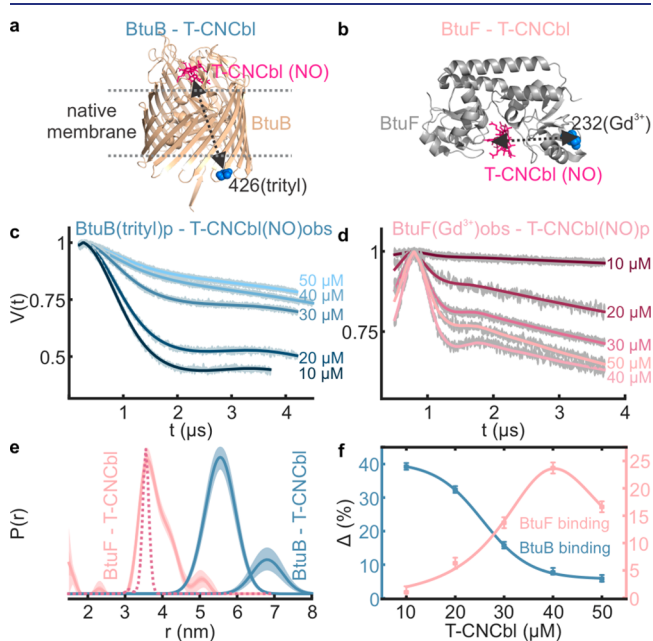 a
BtuB - T-CNCbl
T-CNCbl (NO)
native
membrane
BtuB
426(trityl)
b
BtuF - T-CNCbl
BtuF
232(Gd³⁺)
T-CNCbl (NO)
c
BtuB(trityl)p - T-CNCbl(NO)obs
V(t)
1
0.75
0.5
50 µM
40 µM
30 µM
20 µM
10 µM
1 2 3 4
t (µs)
d
BtuF(Gd³⁺)obs - T-CNCbl(NO)p
1
0.75
10 µM
20 µM
30 µM
50 µM
40 µM
1 2 3 4
t (µs)
e
P(r)
BtuF - T-CNCbl
BtuB - T-CNCbl
2 3 4 5 6 7 8
r (nm)
f
Δ (%)
40
30
20
10
0
BtuF binding
BtuB binding
25
20
15
10
5
0
10 20 30 40 50
T-CNCbl (µM)